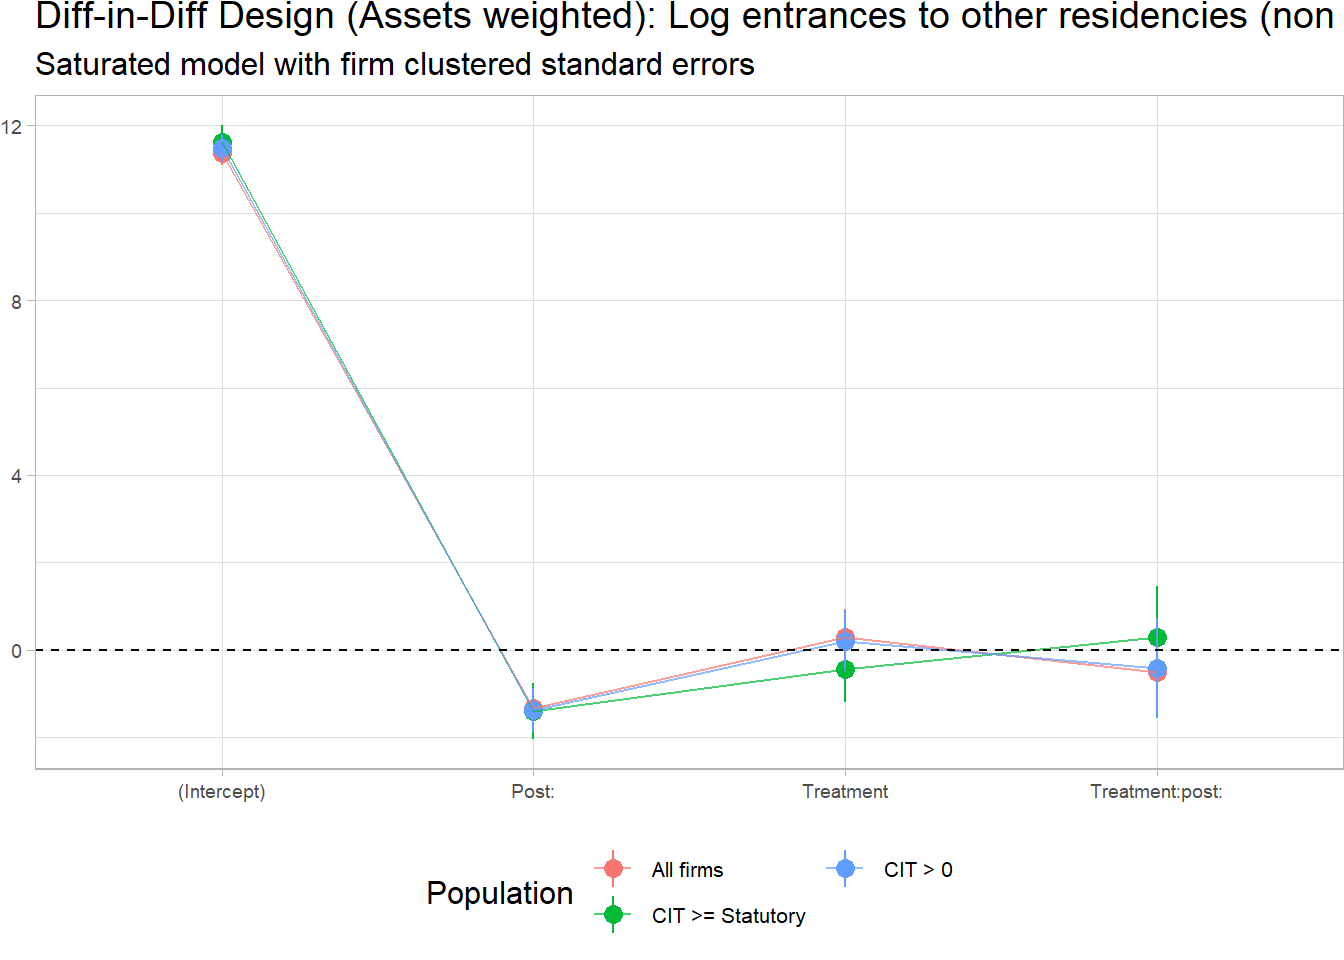 Diff-in-Diff Design (Assets weighted): Log entrances to other residencies (non
Saturated model with firm clustered standard errors
12
8
4
0
(Intercept) Post: Treatment Treatment:post:
Population
All firms CIT > 0
CIT >= Statutory